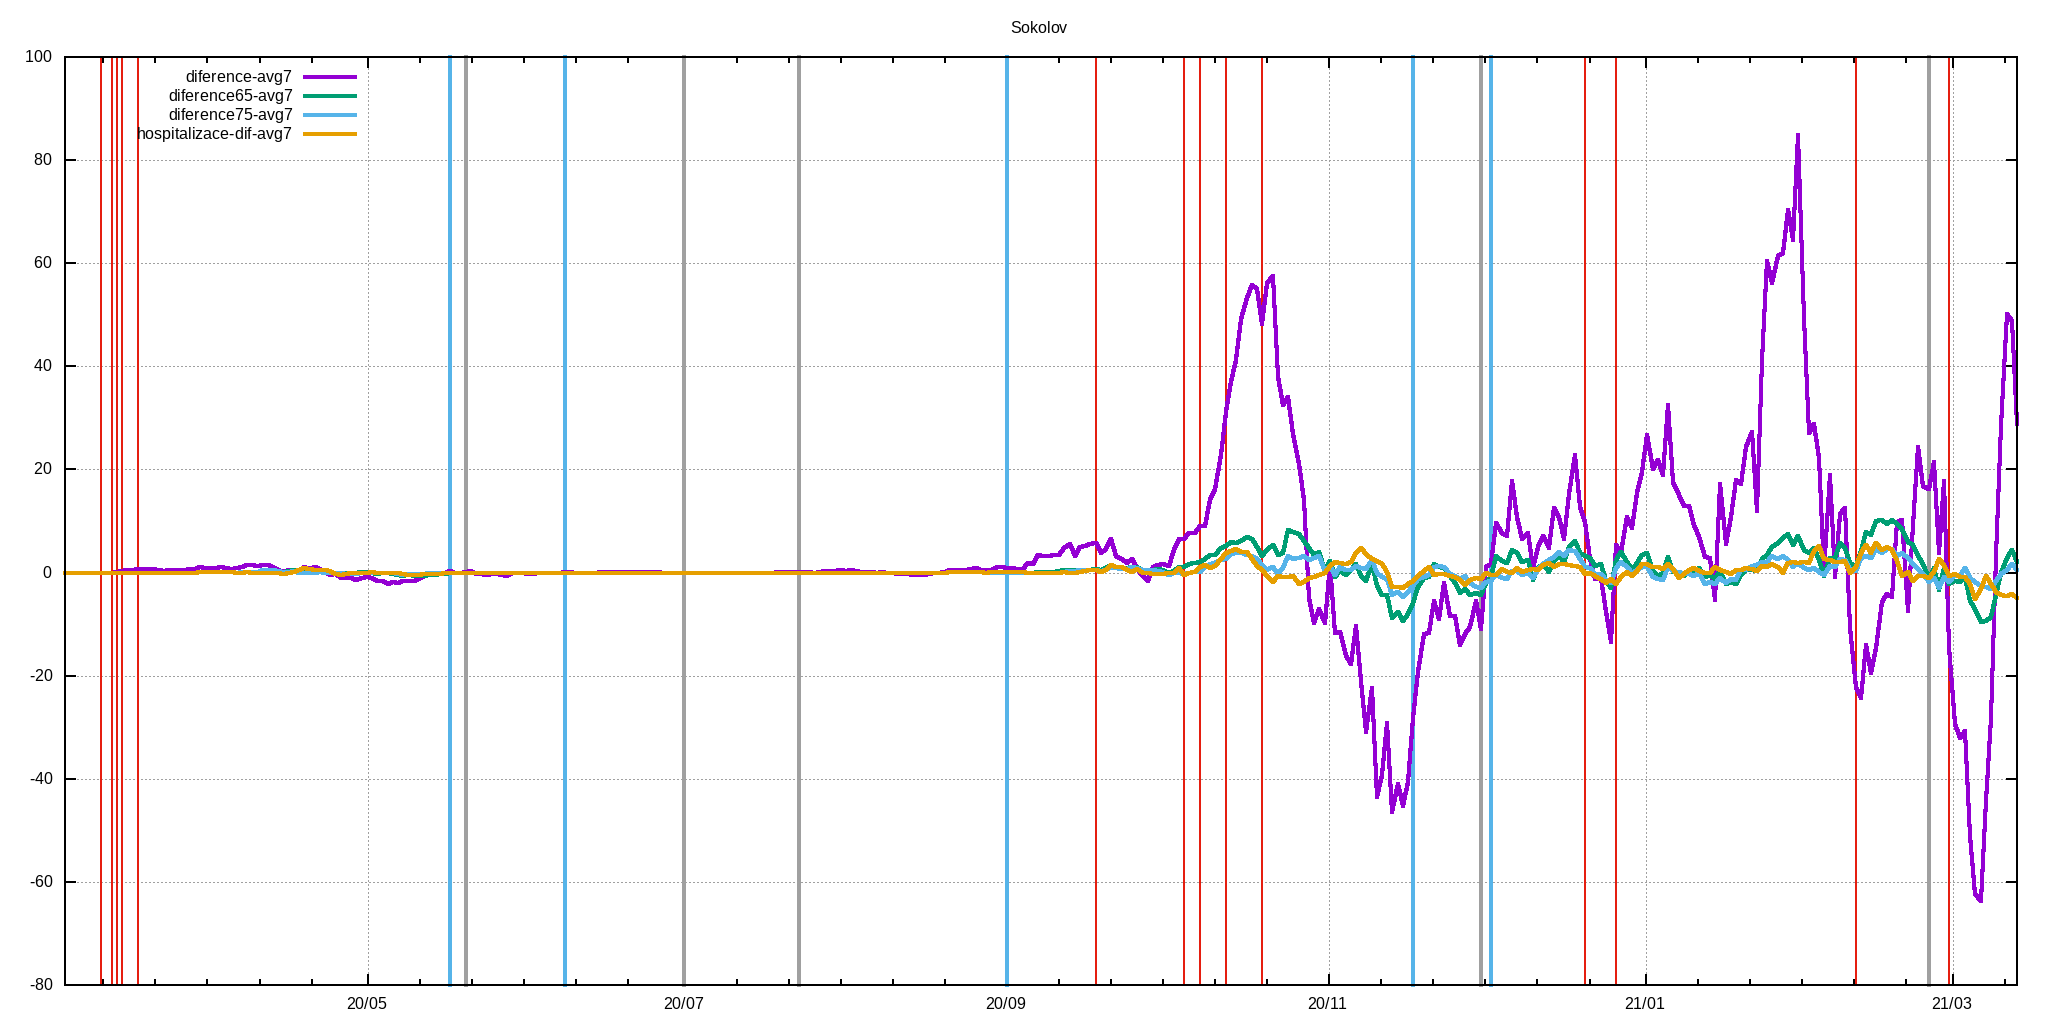 Sokolov
100
80
60
40
20
0
-20
-40
-60
-80
diference-avg7
diference65-avg7
diference75-avg7
hospitalizace-dif-avg7
20/05 20/07 20/09 20/11 21/01 21/03